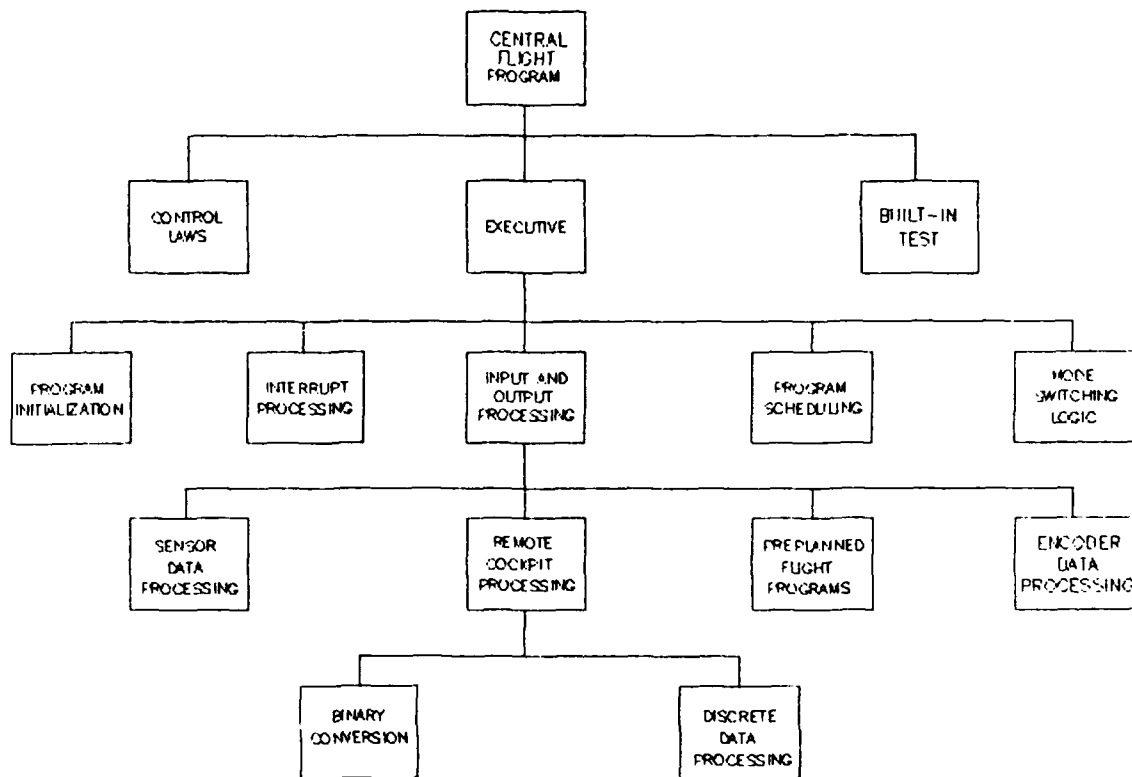 CENTRAL
FLIGHT
PROGRAM
CONTROL
LAWS
EXECUTIVE
BUILT-IN
TEST
PROGRAM
INITIALIZATION
INTERRUPT
PROCESSING
INPUT AND
OUTPUT
PROCESSING
PROGRAM
SCHEDULING
MODE
SWITCHING
LOGIC
SENSOR
DATA
PROCESSING
REMOTE
COCKPIT
PROCESSING
PREPLANNED
FLIGHT
PROGRAMS
ENCODER
DATA
PROCESSING
BINARY
CONVERSION
DISCRETE
DATA
PROCESSING